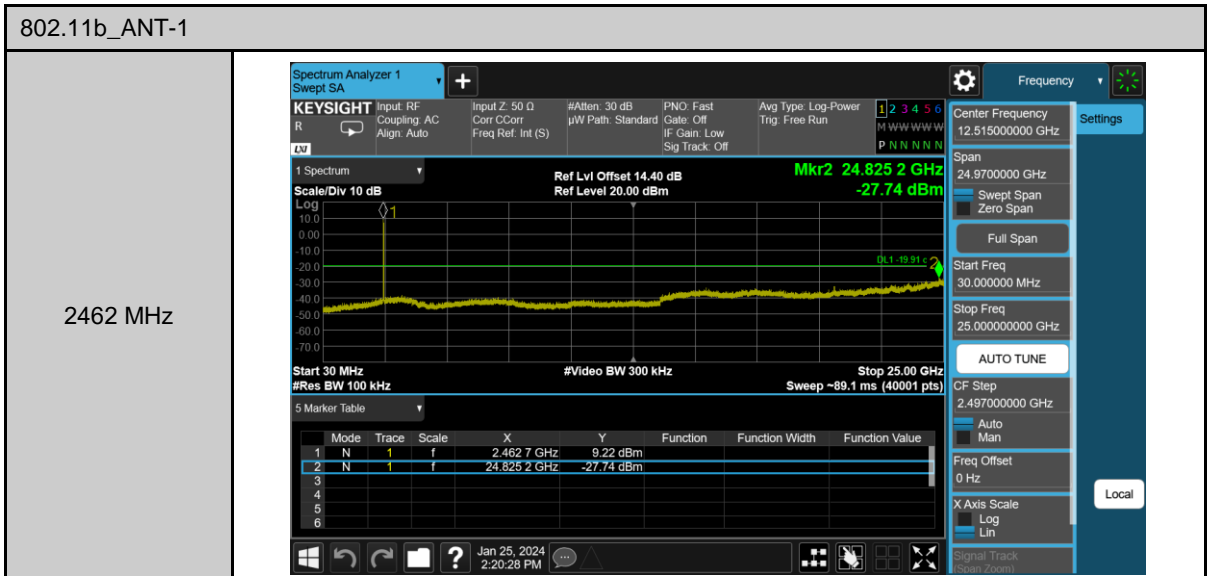 802.11b_ANT-1
2462 MHz
Spectrum Analyzer 1
Swept SA
+
Frequency
KEYSIGHT
R
LXI
Input: RF
Coupling: AC
Align: Auto
Input Z: 50 Ω
Corr CCorr
Freq Ref: Int (S)
#Atten: 30 dB
µW Path: Standard
PNO: Fast
Gate: Off
IF Gain: Low
Sig Track: Off
Avg Type: Log-Power
Trig: Free Run
1 2 3 4 5 6
M W W W W W
P N N N N N
1 Spectrum
Scale/Div 10 dB
Ref Lvl Offset 14.40 dB
Ref Level 20.00 dBm
Mkr2 24.825 2 GHz
-27.74 dBm
Log
10.0
0.00
-10.0
-20.0
-30.0
-40.0
-50.0
-60.0
-70.0
1
DL1 -19.91 c
2
Start 30 MHz
#Video BW 300 kHz
Stop 25.00 GHz
#Res BW 100 kHz
Sweep ~89.1 ms (40001 pts)
5 Marker Table
Mode Trace Scale X Y Function Function Width Function Value
1 N 1 f 2.462 7 GHz 9.22 dBm
2 N 1 f 24.825 2 GHz -27.74 dBm
3
4
5
6
?
Jan 25, 2024
2:20:28 PM
Center Frequency
12.515000000 GHz
Settings
Span
24.9700000 GHz
Swept Span
Zero Span
Full Span
Start Freq
30.000000 MHz
Stop Freq
25.000000000 GHz
AUTO TUNE
CF Step
2.497000000 GHz
Auto
Man
Freq Offset
0 Hz
Local
X Axis Scale
Log
Lin
Signal Track
(Span Zoom)